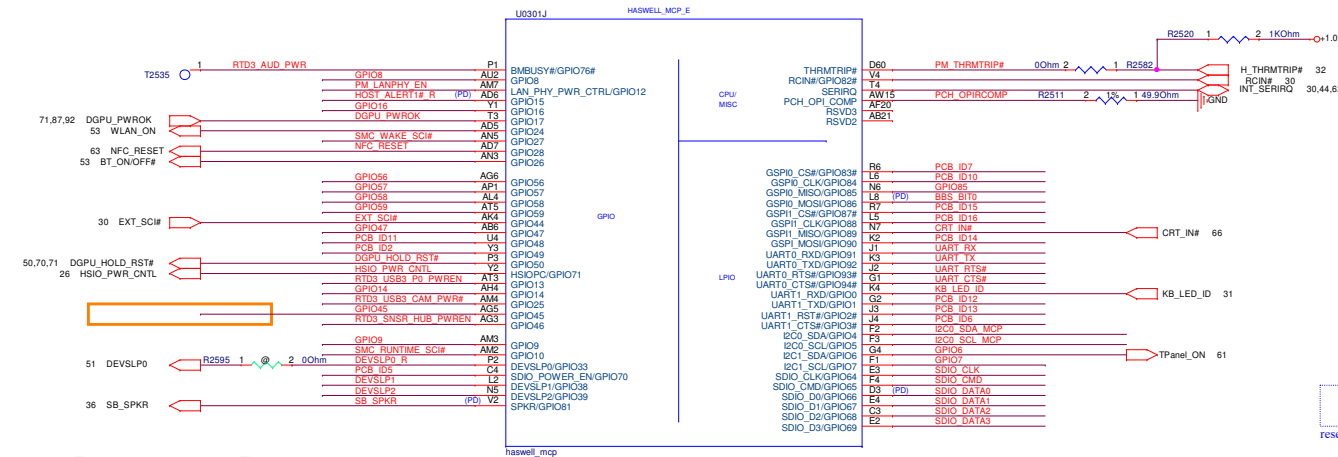 U0301J
HASWELL_MCP_E
R2520 1 2 1KOhm +1.0
T2535 1 RTD3_AUD_PWR P1 BMBUSY#/GPIO76#
GPIO8 AU2 GPIO8
PM_LANPHY_EN AM7 LAN_PHY_PWR_CTRL/GPIO12
HOST_ALERT1#_R (PD) AD6 GPIO15
GPIO16 Y1 GPIO16
71,87,92 DGPU_PWROK DGPU_PWROK T3 GPIO17
53 WLAN_ON AD5 GPIO24
SMC_WAKE_SCI# AN5 GPIO27
63 NFC_RESET NFC_RESET AD7 GPIO28
53 BT_ON/OFF# AN3 GPIO26
GPIO56 AG6 GPIO56
GPIO57 AP1 GPIO57
GPIO58 AL4 GPIO58
GPIO59 AT5 GPIO59
30 EXT_SCI# EXT_SCI# AK4 GPIO44
GPIO47 AB6 GPIO47
PCB_ID11 U4 GPIO48
PCB_ID2 Y3 GPIO49
50,70,71 DGPU_HOLD_RST# DGPU_HOLD_RST# P3 GPIO50
26 HSIO_PWR_CNTL HSIO_PWR_CNTL Y2 HSIOPC/GPIO71
RTD3_USB3_P0_PWREN AT3 GPIO13
GPIO14 AH4 GPIO14
RTD3_USB3_CAM_PWR# AM4 GPIO25
GPIO45 AG5 GPIO45
RTD3_SNSR_HUB_PWREN AG3 GPIO46
GPIO9 AM3 GPIO9
SMC_RUNTIME_SCI# AM2 GPIO10
51 DEVSLP0 R2595 1 @ 2 0Ohm DEVSLP0_R P2 DEVSLP0/GPIO33
PCB_ID5 C4 SDIO_POWER_EN/GPIO70
DEVSLP1 L2 DEVSLP1/GPIO38
DEVSLP2 N5 DEVSLP2/GPIO39
36 SB_SPKR SB_SPKR (PD) V2 SPKR/GPIO81
GPIO
CPU/
MISC
LPIO
THRMTRIP# D60 PM_THRMTRIP# 0Ohm 2 1 R2582 H_THRMTRIP# 32
RCIN#/GPIO82# V4 RCIN# 30
SERIRQ T4 INT_SERIRQ 30,44,6
PCH_OPI_COMP AW15 PCH_OPIRCOMP R2511 2 1% 1 49.9Ohm GND
RSVD3 AF20
RSVD2 AB21
GSPI0_CS#/GPIO83# R6 PCB_ID7
GSPI0_CLK/GPIO84 L6 PCB_ID10
GSPI0_MISO/GPIO85 N6 GPIO85
GSPI0_MOSI/GPIO86 L8 (PD) BBS_BIT0
GSPI1_CS#/GPIO87# R7 PCB_ID15
GSPI1_CLK/GPIO88 L5 PCB_ID16
GSPI1_MISO/GPIO89 N7 CRT_IN# CRT_IN# 66
GSPI_MOSI/GPIO90 K2 PCB_ID14
UART0_RXD/GPIO91 J1 UART_RX
UART0_TXD/GPIO92 K3 UART_TX
UART0_RTS#/GPIO93# J2 UART_RTS#
UART0_CTS#/GPIO94# G1 UART_CTS#
UART1_RXD/GPIO0 K4 KB_LED_ID KB_LED_ID 31
UART1_TXD/GPIO1 G2 PCB_ID12
UART1_RST#/GPIO2# J3 PCB_ID13
UART1_CTS#/GPIO3# J4 PCB_ID6
I2C0_SDA/GPIO4 F2 I2C0_SDA_MCP
I2C0_SCL/GPIO5 F3 I2C0_SCL_MCP
I2C1_SDA/GPIO6 G4 GPIO6 TPanel_ON 61
I2C1_SCL/GPIO7 F1 GPIO7
SDIO_CLK/GPIO64 E3 SDIO_CLK
SDIO_CMD/GPIO65 F4 SDIO_CMD
SDIO_D0/GPIO66 D3 (PD) SDIO_DATA0
SDIO_D1/GPIO67 E4 SDIO_DATA1
SDIO_D2/GPIO68 C3 SDIO_DATA2
SDIO_D3/GPIO69 E2 SDIO_DATA3
haswell_mcp
rese